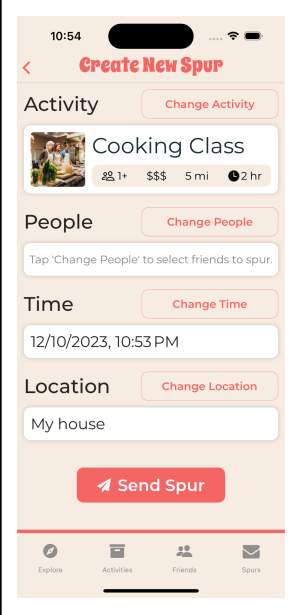 10:54
Create New Spur
Activity
Change Activity
Cooking Class
1+ $$$ 5 mi 2 hr
People
Change People
Tap 'Change People' to select friends to spur.
Time
Change Time
12/10/2023, 10:53 PM
Location
Change Location
My house
Send Spur
Explore Activities Friends Spurs